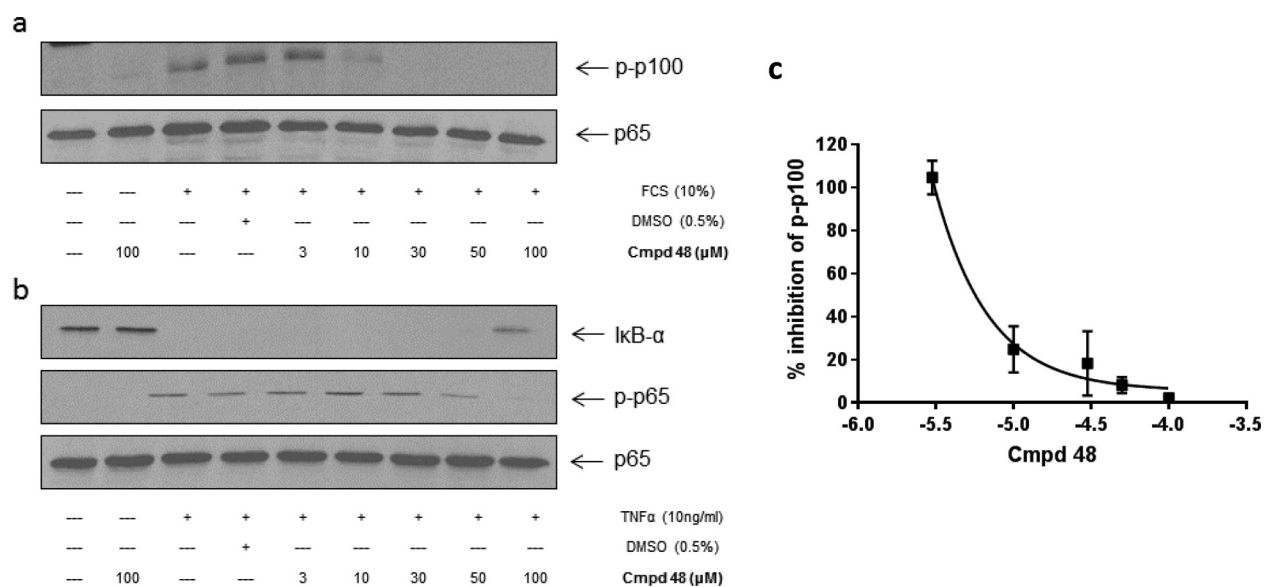 a
← p-p100
← p65
--- --- + + + + + + + FCS (10%)
--- --- --- + --- --- --- --- --- DMSO (0.5%)
--- 100 --- --- 3 10 30 50 100 Cmpd 48 (µM)
b
← IκB-α
← p-p65
← p65
--- --- + + + + + + + TNFα (10ng/ml)
--- --- --- + --- --- --- --- --- DMSO (0.5%)
--- 100 --- --- 3 10 30 50 100 Cmpd 48 (µM)
c
% inhibition of p-p100
120
100
80
60
40
20
0
-6.0 -5.5 -5.0 -4.5 -4.0 -3.5
Cmpd 48